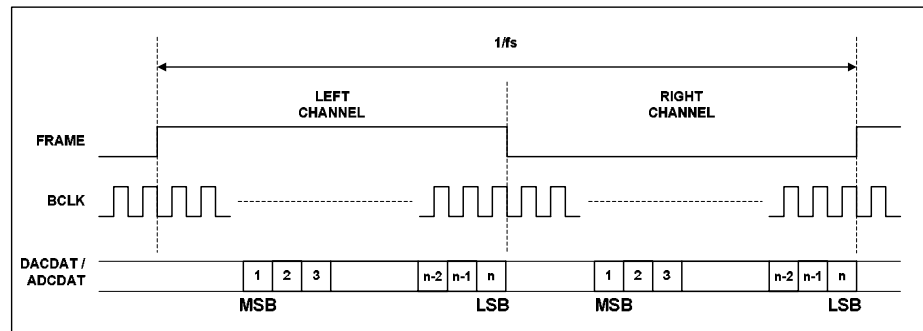 1/fs
LEFT
CHANNEL
RIGHT
CHANNEL
FRAME
BCLK
DACDAT /
ADCDAT
1 2 3 n-2 n-1 n 1 2 3 n-2 n-1 n
MSB LSB MSB LSB